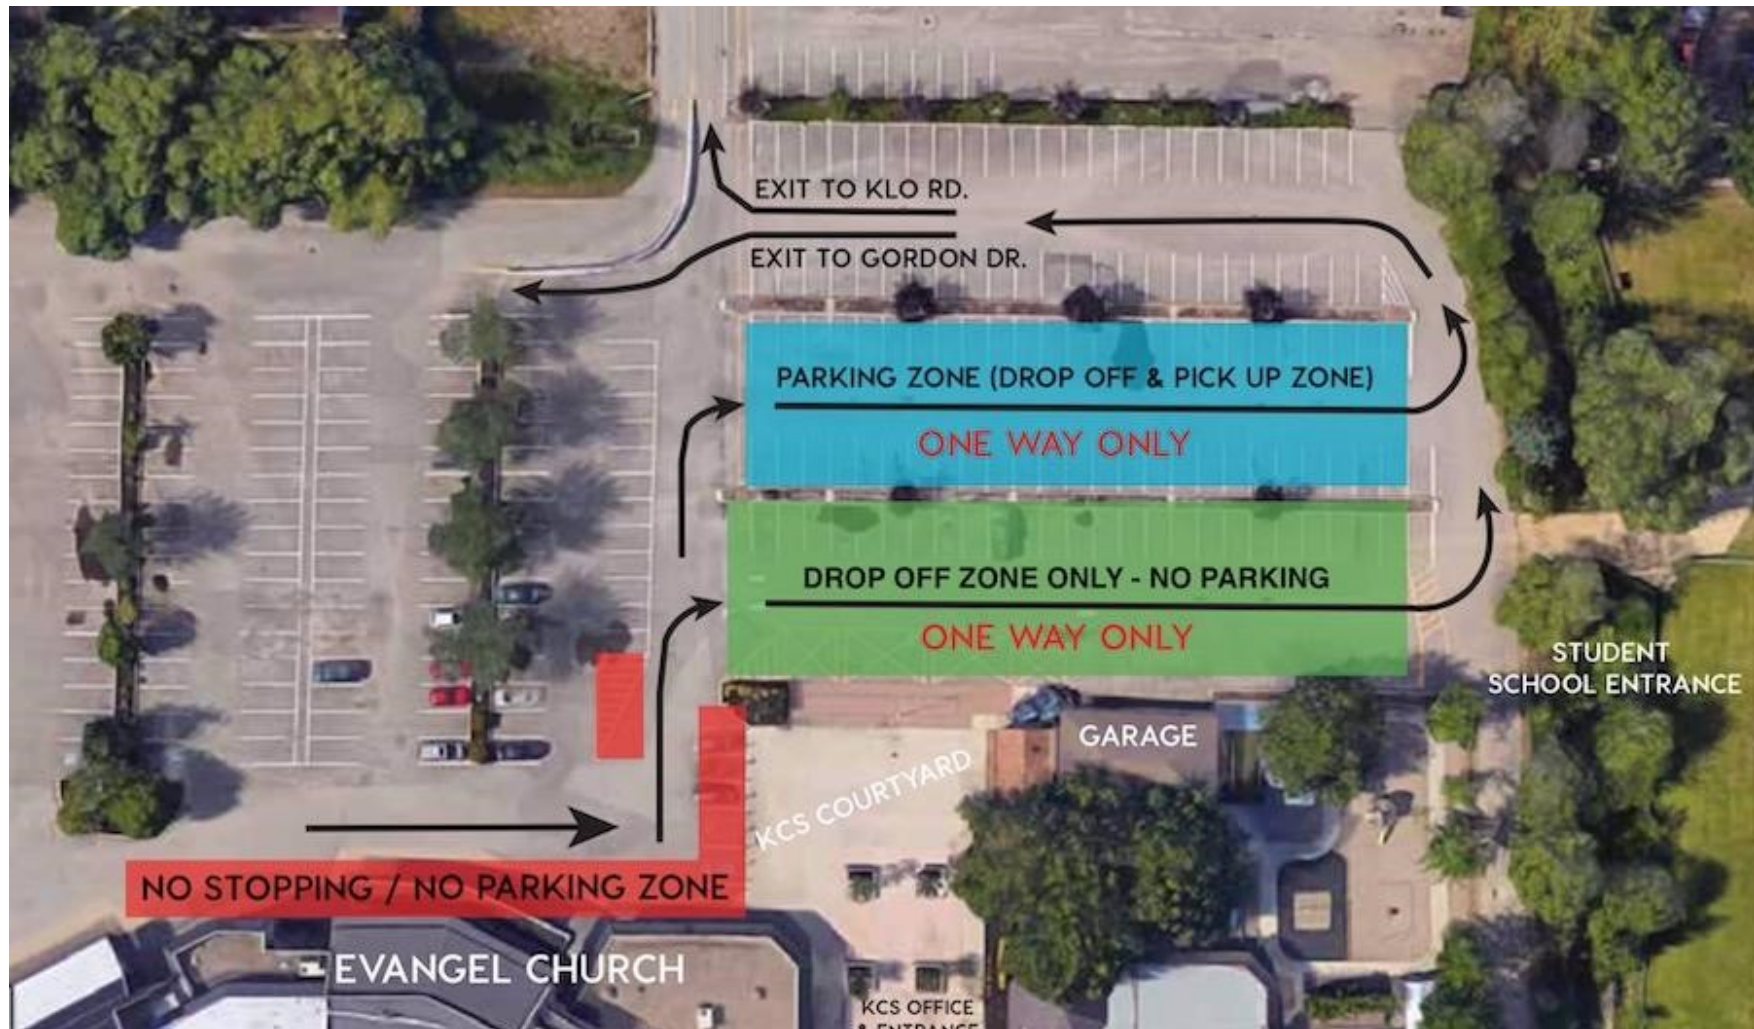 EXIT TO KLO RD.
EXIT TO GORDON DR.
PARKING ZONE (DROP OFF & PICK UP ZONE)
ONE WAY ONLY
DROP OFF ZONE ONLY - NO PARKING
ONE WAY ONLY
STUDENT
SCHOOL ENTRANCE
GARAGE
KCS COURTYARD
NO STOPPING / NO PARKING ZONE
EVANGEL CHURCH
KCS OFFICE
& ENTRANCE